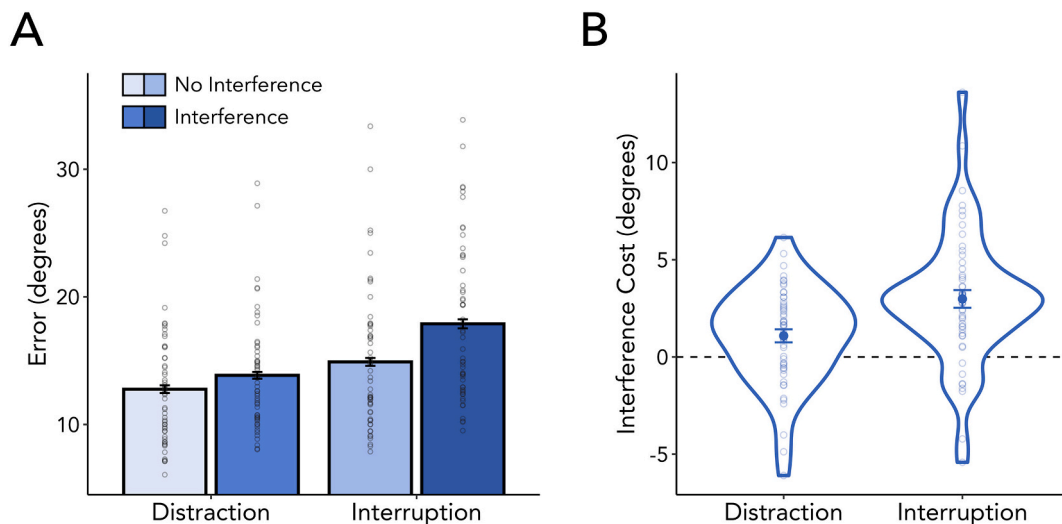 A
No Interference
Interference
Error (degrees)
30
20
10
Distraction
Interruption
B
Interference Cost (degrees)
10
5
0
-5
Distraction
Interruption